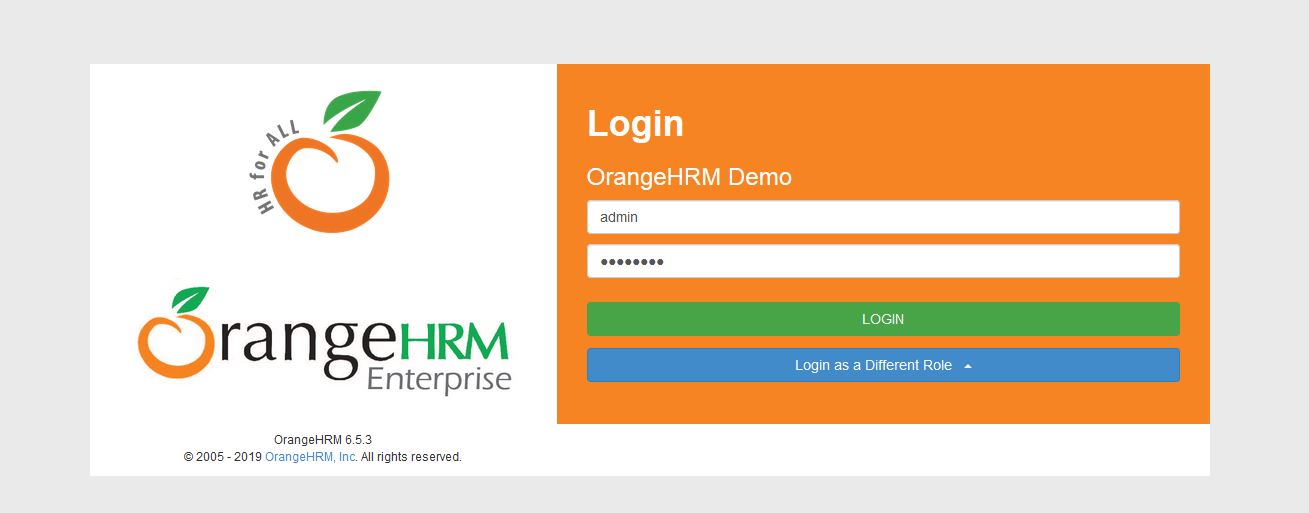 HR for ALL
OrangeHRM
Enterprise
OrangeHRM 6.5.3
© 2005 - 2019 OrangeHRM, Inc. All rights reserved.
Login
OrangeHRM Demo
admin
••••••••
LOGIN
Login as a Different Role